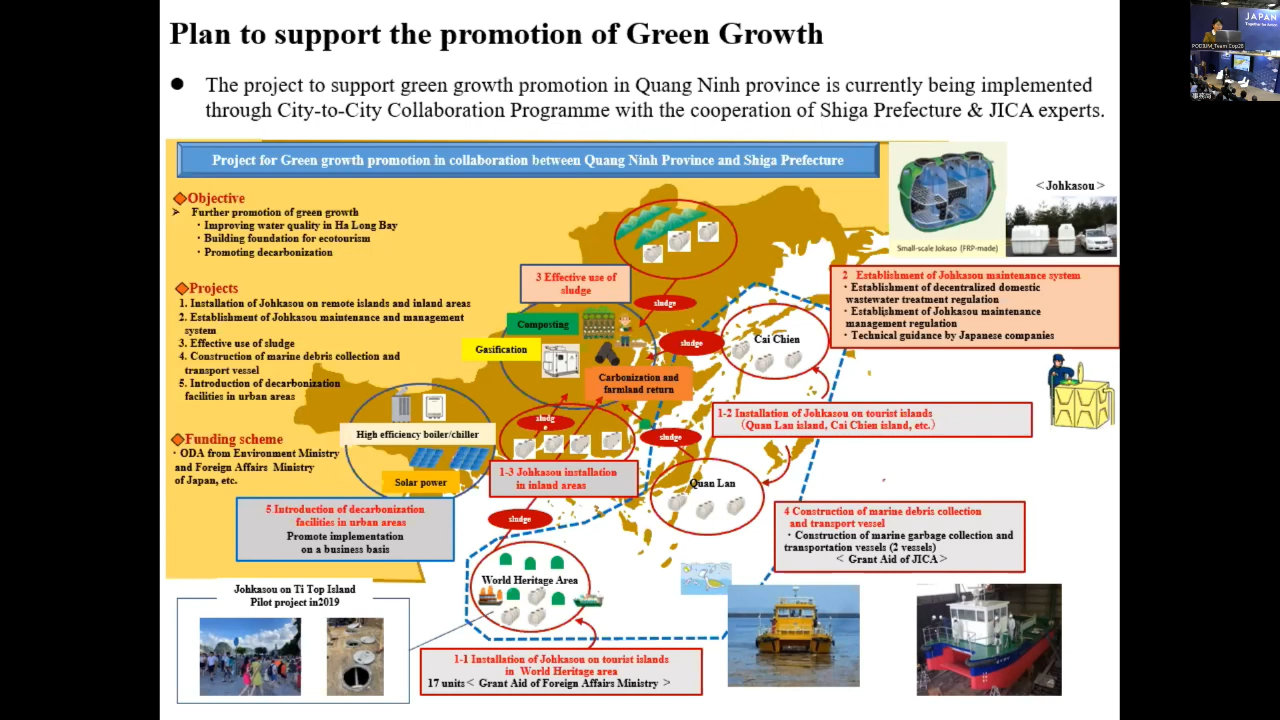 Plan to support the promotion of Green Growth
● The project to support green growth promotion in Quang Ninh province is currently being implemented
through City-to-City Collaboration Programme with the cooperation of Shiga Prefecture & JICA experts.
Project for Green growth promotion in collaboration between Quang Ninh Province and Shiga Prefecture
Objective
➢ Further promotion of green growth
・Improving water quality in Ha Long Bay
・Building foundation for ecotourism
・Promoting decarbonization
Projects
1. Installation of Johkasou on remote islands and inland areas
2. Establishment of Johkasou maintenance and management
system
3. Effective use of sludge
4. Construction of marine debris collection and
transport vessel
5. Introduction of decarbonization
facilities in urban areas
Funding scheme
・ODA from Environment Ministry
and Foreign Affairs Ministry
of Japan, etc.
3 Effective use of
sludge
Composting
Gasification
Carbonization and
farmland return
sludge
sludge
sludg
e
sludge
sludge
High efficiency boiler/chiller
Solar power
5 Introduction of decarbonization
facilities in urban areas
Promote implementation
on a business basis
1-3 Johkasou installation
in inland areas
Cai Chien
Quan Lan
World Heritage Area
Small-scale Jokaso (FRP-made)
＜Johkasou＞
2 Establishment of Johkasou maintenance system
・Establishment of decentralized domestic
wastewater treatment regulation
・Establishment of Johkasou maintenance
management regulation
・Technical guidance by Japanese companies
1-2 Installation of Johkasou on tourist islands
（Quan Lan island, Cai Chien island, etc.）
4 Construction of marine debris collection
and transport vessel
・Construction of marine garbage collection and
transportation vessels (2 vessels)
＜Grant Aid of JICA＞
Johkasou on Ti Top Island
Pilot project in2019
1-1 Installation of Johkasou on tourist islands
in World Heritage area
17 units＜Grant Aid of Foreign Affairs Ministry＞
JAPAN
Together for Action
PODIUM_Team Cop28
事務局